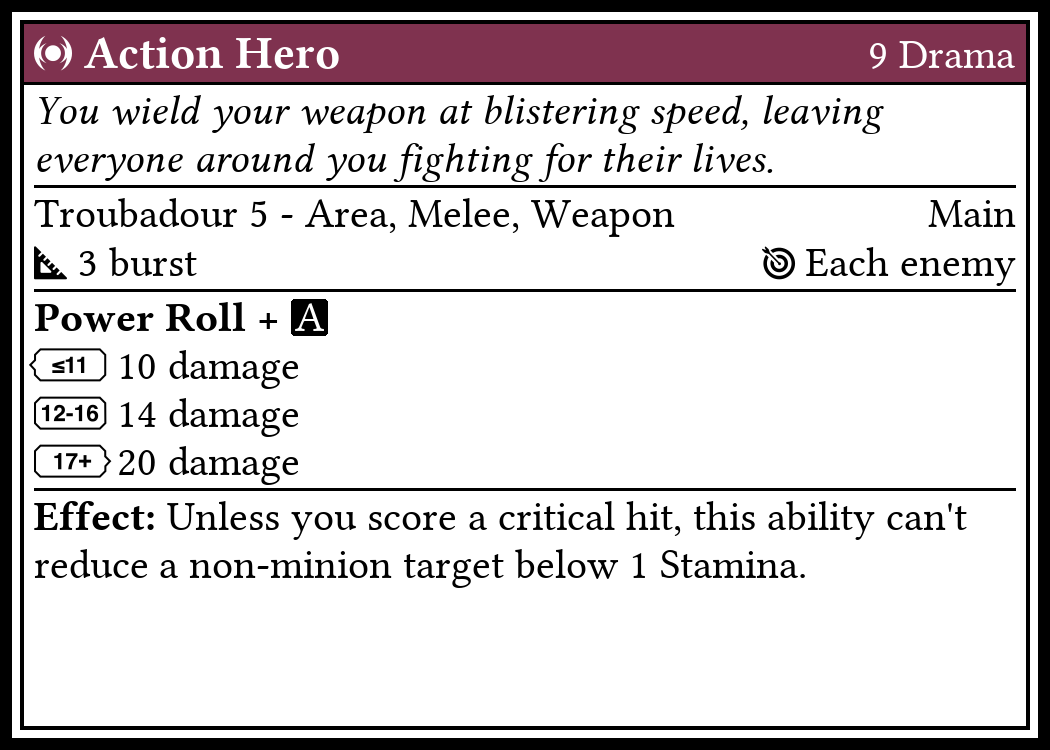 Action Hero 9 Drama
You wield your weapon at blistering speed, leaving
everyone around you fighting for their lives.
Troubadour 5 - Area, Melee, Weapon Main
3 burst Each enemy
Power Roll + A
≤11 10 damage
12-16 14 damage
17+ 20 damage
Effect: Unless you score a critical hit, this ability can't
reduce a non-minion target below 1 Stamina.